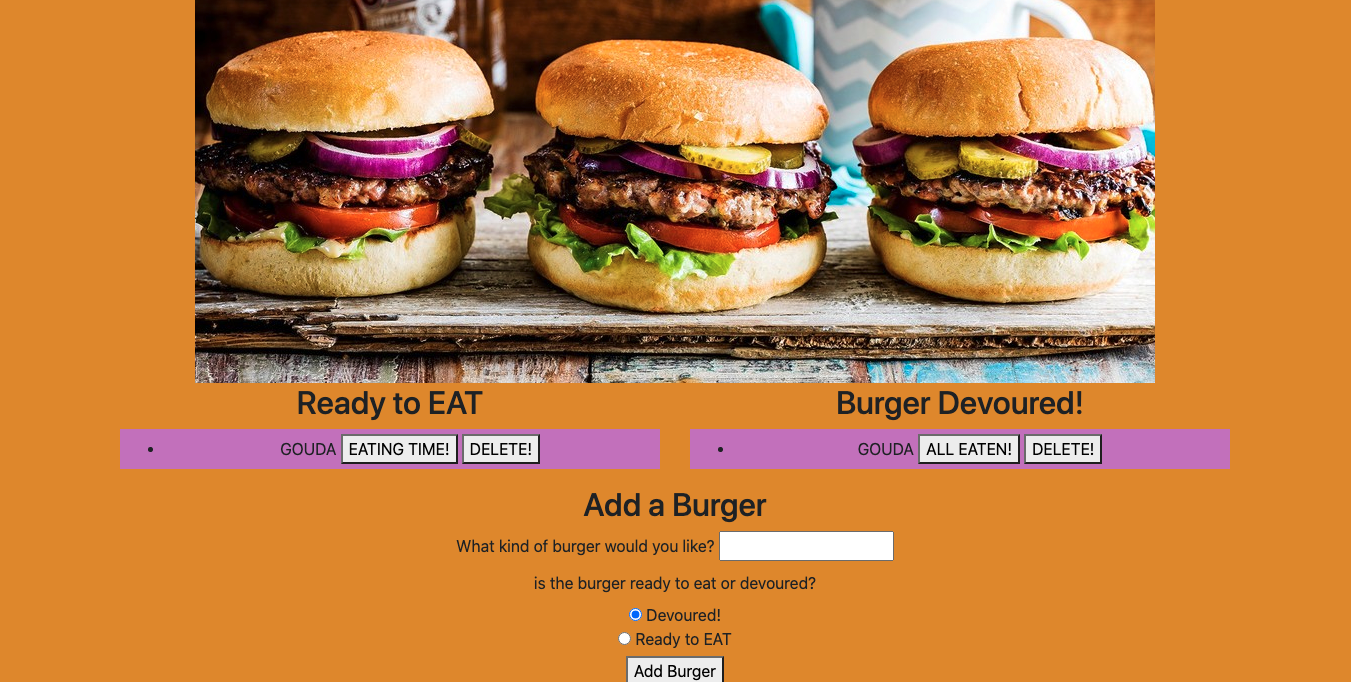 Ready to EAT
Burger Devoured!
GOUDA EATING TIME! DELETE!
GOUDA ALL EATEN! DELETE!
Add a Burger
What kind of burger would you like?
is the burger ready to eat or devoured?
Devoured!
Ready to EAT
Add Burger